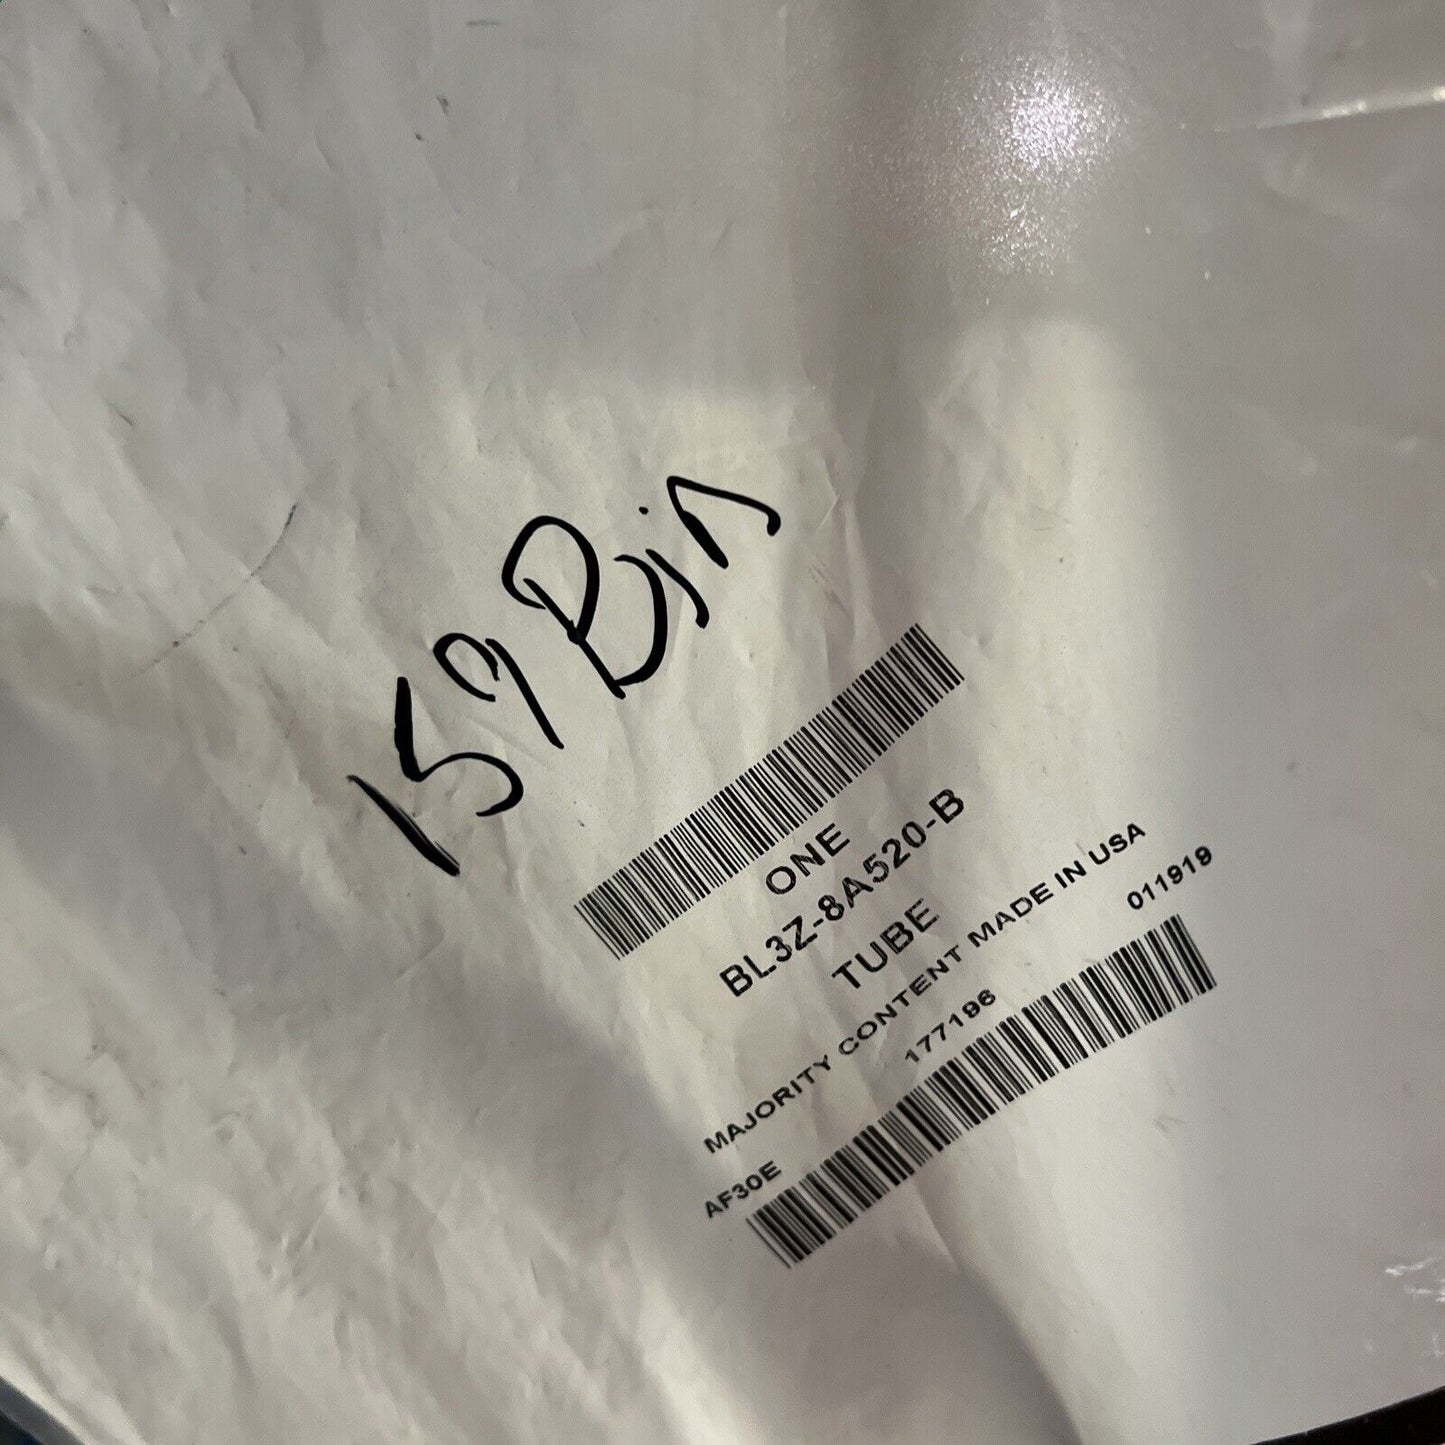 159 Bin
ONE
BL3Z-8A520-B
TUBE
MAJORITY CONTENT MADE IN USA
177196
011919
AF30E